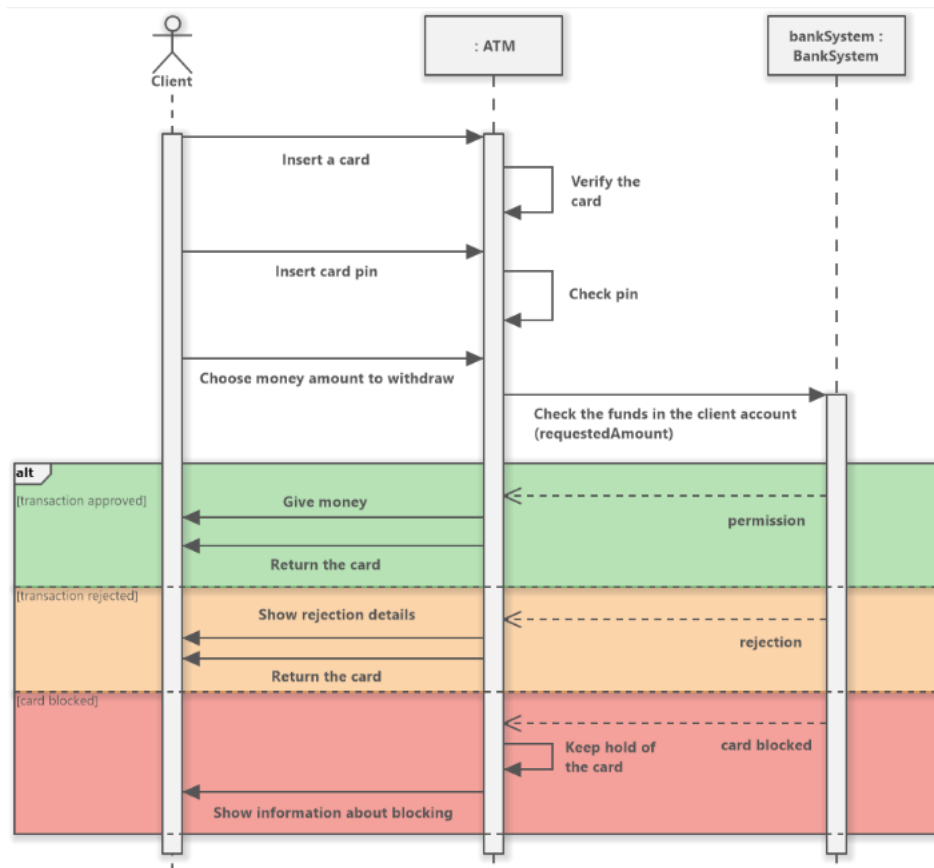 Client
: ATM
bankSystem :
BankSystem
Insert a card
Verify the
card
Insert card pin
Check pin
Choose money amount to withdraw
Check the funds in the client account
(requestedAmount)
alt
[transaction approved]
Give money
permission
Return the card
[transaction rejected]
Show rejection details
rejection
Return the card
[card blocked]
card blocked
Keep hold of
the card
Show information about blocking